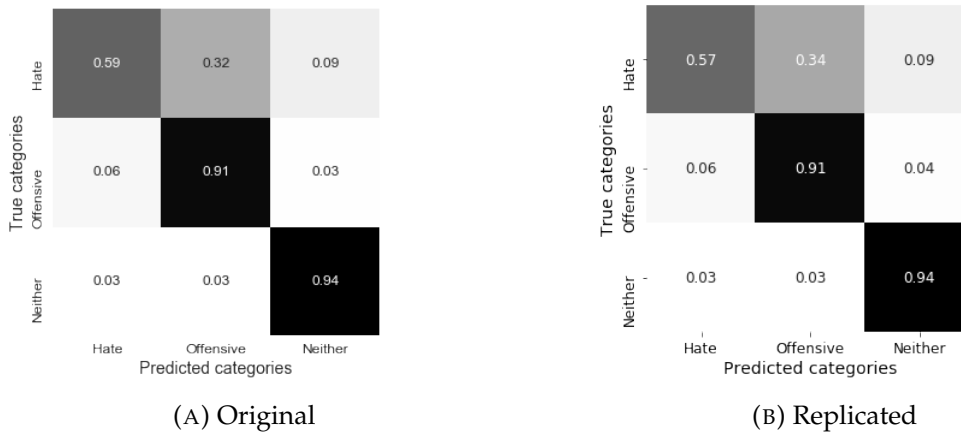 True categories
Hate
0.59 0.32 0.09
Offensive
0.06 0.91 0.03
Neither
0.03 0.03 0.94
Hate Offensive Neither
Predicted categories
(A) Original
True categories
Hate
0.57 0.34 0.09
Offensive
0.06 0.91 0.04
Neither
0.03 0.03 0.94
Hate Offensive Neither
Predicted categories
(B) Replicated